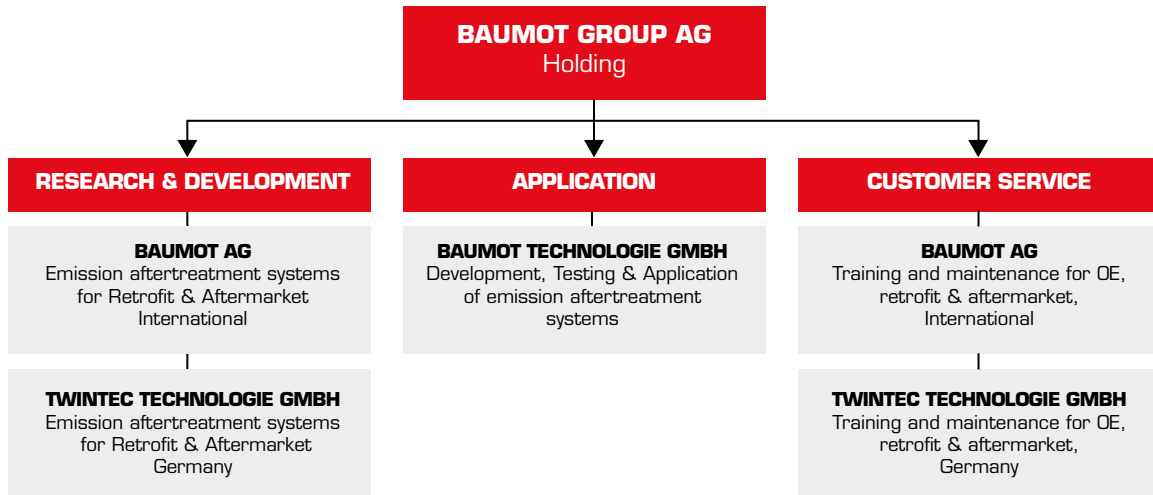 BAUMOT GROUP AG
Holding
RESEARCH & DEVELOPMENT
BAUMOT AG
Emission aftertreatment systems
for Retrofit & Aftermarket
International
TWINTEC TECHNOLOGIE GMBH
Emission aftertreatment systems
for Retrofit & Aftermarket
Germany
APPLICATION
BAUMOT TECHNOLOGIE GMBH
Development, Testing & Application
of emission aftertreatment
systems
CUSTOMER SERVICE
BAUMOT AG
Training and maintenance for OE,
retrofit & aftermarket,
International
TWINTEC TECHNOLOGIE GMBH
Training and maintenance for OE,
retrofit & aftermarket,
Germany